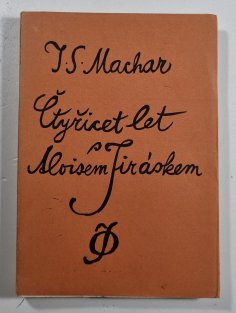 J.S. Machar
Čtyřicet let
s
Aloisem Jiráskem